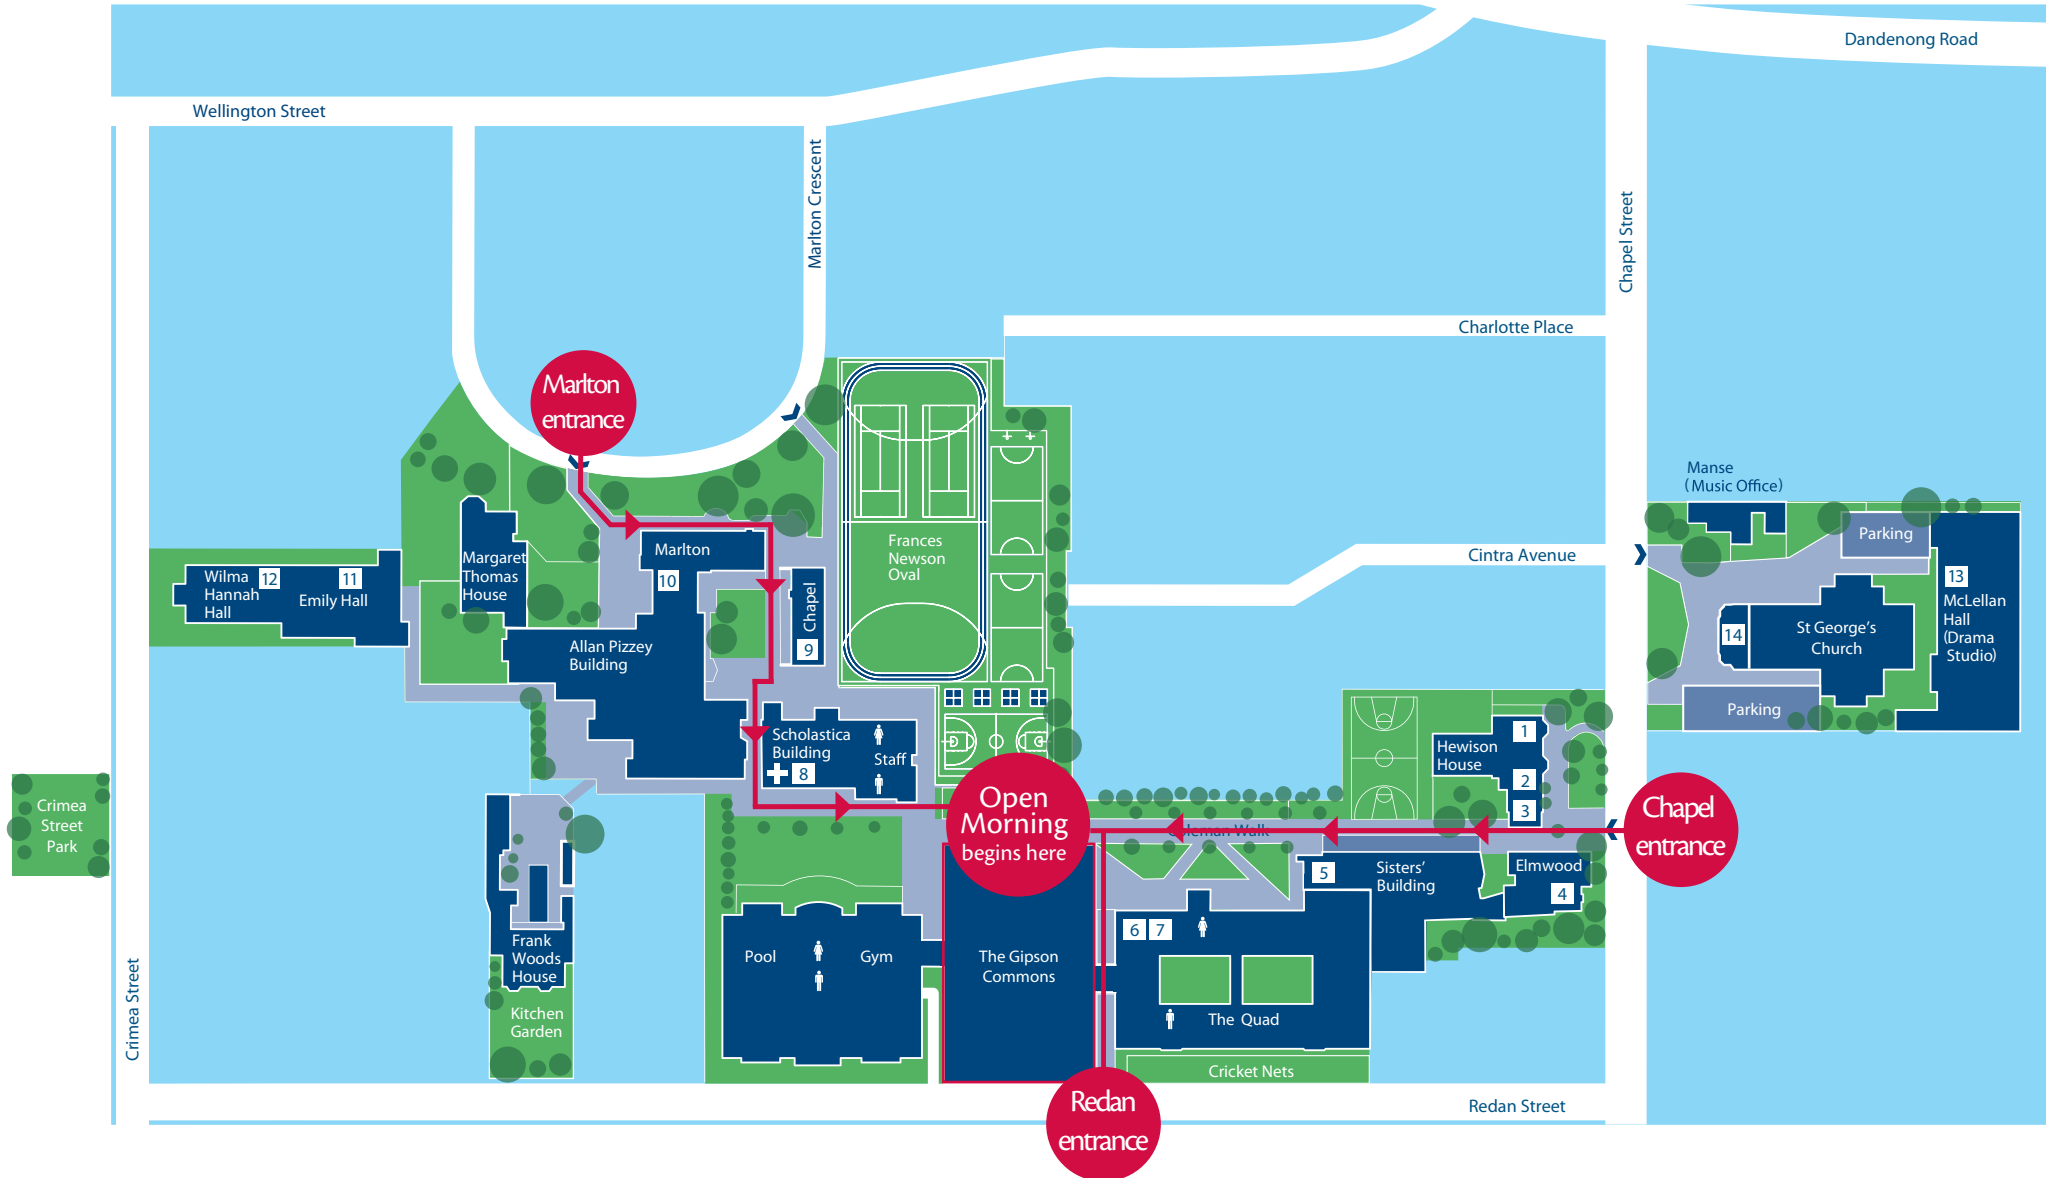 Dandenong Road
Wellington Street
Marlton Crescent
Chapel Street
Charlotte Place
Marlton
entrance
Manse
(Music Office)
Parking
Frances
Newson
Oval
Cintra Avenue
Marlton
10
Margaret
Thomas
House
Wilma
Hannah
Hall
12
11
Emily Hall
Chapel
9
13
McLellan
Hall
(Drama
Studio)
14
St George's
Church
Allan Pizzey
Building
Parking
Scholastica
Building
8
Staff
1
Hewison
House
2
3
Crimea
Street
Park
Open
Morning
begins here
Coleman Walk
Chapel
entrance
5
Sisters'
Building
Elmwood
4
6 7
Frank
Woods
House
Pool
Gym
The Gipson
Commons
Kitchen
Garden
The Quad
Crimea Street
Cricket Nets
Redan
entrance
Redan Street